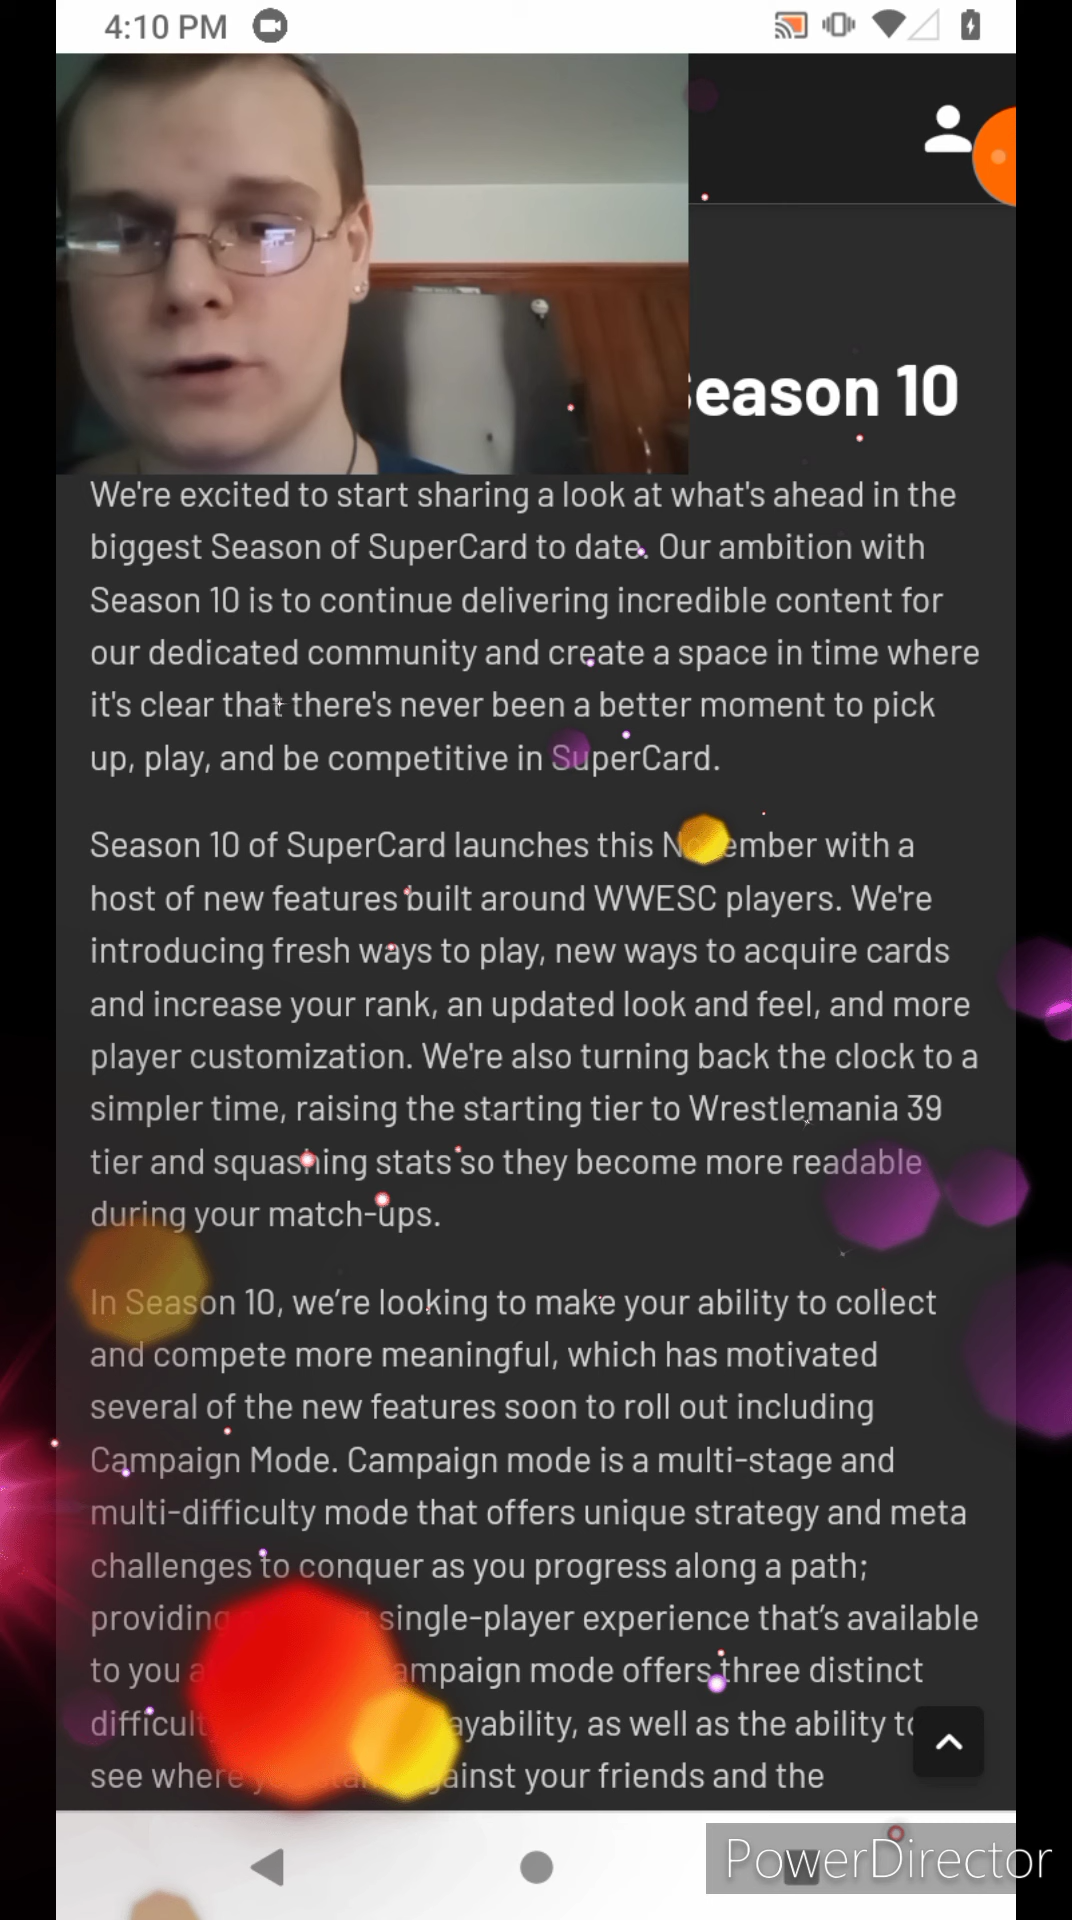 4:10 PM
Season 10
We're excited to start sharing a look at what's ahead in the
biggest Season of SuperCard to date. Our ambition with
Season 10 is to continue delivering incredible content for
our dedicated community and create a space in time where
it's clear that there's never been a better moment to pick
up, play, and be competitive in SuperCard.
Season 10 of SuperCard launches this November with a
host of new features built around WWESC players. We're
introducing fresh ways to play, new ways to acquire cards
and increase your rank, an updated look and feel, and more
player customization. We're also turning back the clock to a
simpler time, raising the starting tier to Wrestlemania 39
tier and squashing stats so they become more readable
during your match-ups.
In Season 10, we’re looking to make your ability to collect
and compete more meaningful, which has motivated
several of the new features soon to roll out including
Campaign Mode. Campaign mode is a multi-stage and
multi-difficulty mode that offers unique strategy and meta
challenges to conquer as you progress along a path;
providing single-player experience that’s available
to you campaign mode offers three distinct
as well as the ability to
see where your friends and the
PowerDirector